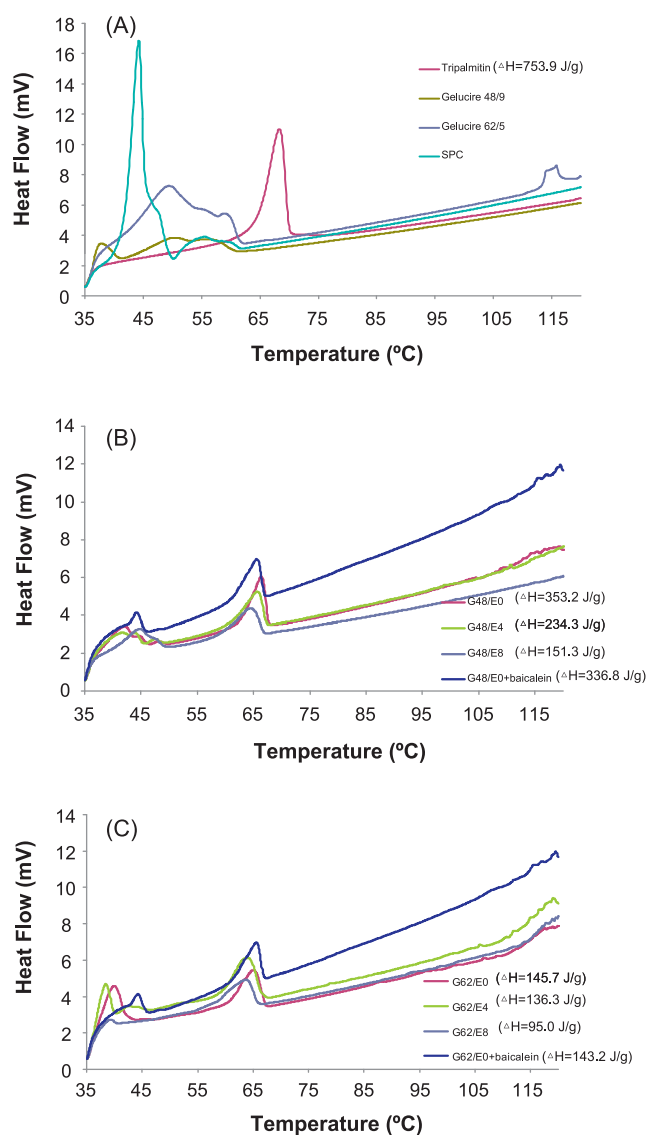 (A)
18
16
14
12
10
8
6
4
2
0
Heat Flow (mV)
Tripalmitin (△H=753.9 J/g)
Gelucire 48/9
Gelucire 62/5
SPC
35 45 55 65 75 85 95 105 115
Temperature (ºC)
(B)
14
12
10
8
6
4
2
0
Heat Flow (mV)
G48/E0 (△H=353.2 J/g)
G48/E4 (△H=234.3 J/g)
G48/E8 (△H=151.3 J/g)
G48/E0+baicalein (△H=336.8 J/g)
35 45 55 65 75 85 95 105 115
Temperature (ºC)
(C)
14
12
10
8
6
4
2
0
Heat Flow (mV)
G62/E0 (△H=145.7 J/g)
G62/E4 (△H=136.3 J/g)
G62/E8 (△H=95.0 J/g)
G62/E0+baicalein (△H=143.2 J/g)
35 45 55 65 75 85 95 105 115
Temperature (ºC)